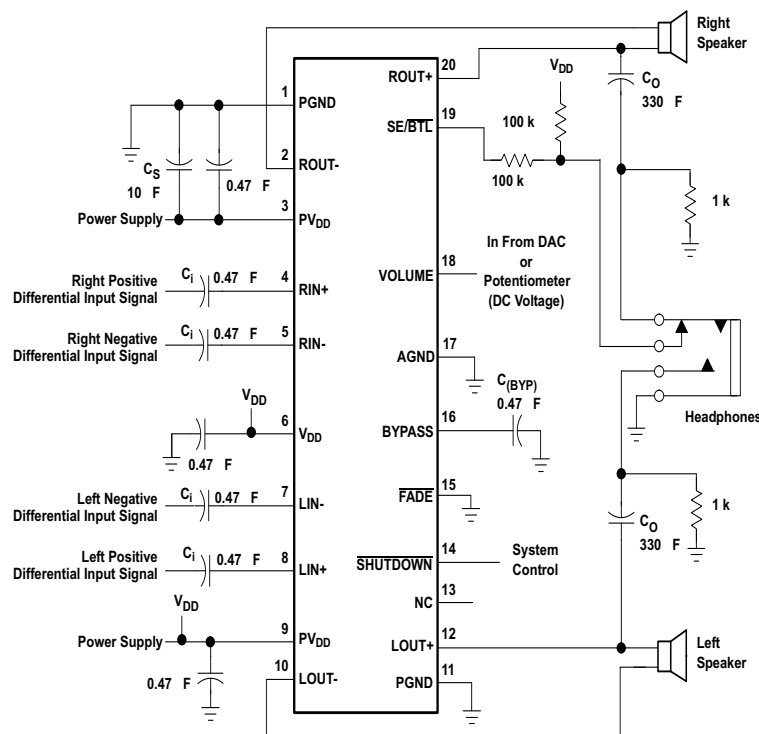 Right
Speaker
20
ROUT+
V_DD
C_O
330 F
1
PGND
19
SE/BTL
100 k
100 k
C_S
10 F
0.47 F
2
ROUT-
1 k
Power Supply
3
PV_DD
In From DAC
or
Potentiometer
(DC Voltage)
18
VOLUME
Right Positive
Differential Input Signal
C_i
0.47 F
4
RIN+
Right Negative
Differential Input Signal
C_i
0.47 F
5
RIN-
17
AGND
C_(BYP)
0.47 F
Headphones
V_DD
6
V_DD
0.47 F
16
BYPASS
Left Negative
Differential Input Signal
C_i
0.47 F
7
LIN-
15
FADE
1 k
C_O
330 F
Left Positive
Differential Input Signal
C_i
0.47 F
8
LIN+
14
SHUTDOWN
System
Control
13
NC
V_DD
Power Supply
9
PV_DD
0.47 F
12
LOUT+
Left
Speaker
10
LOUT-
11
PGND